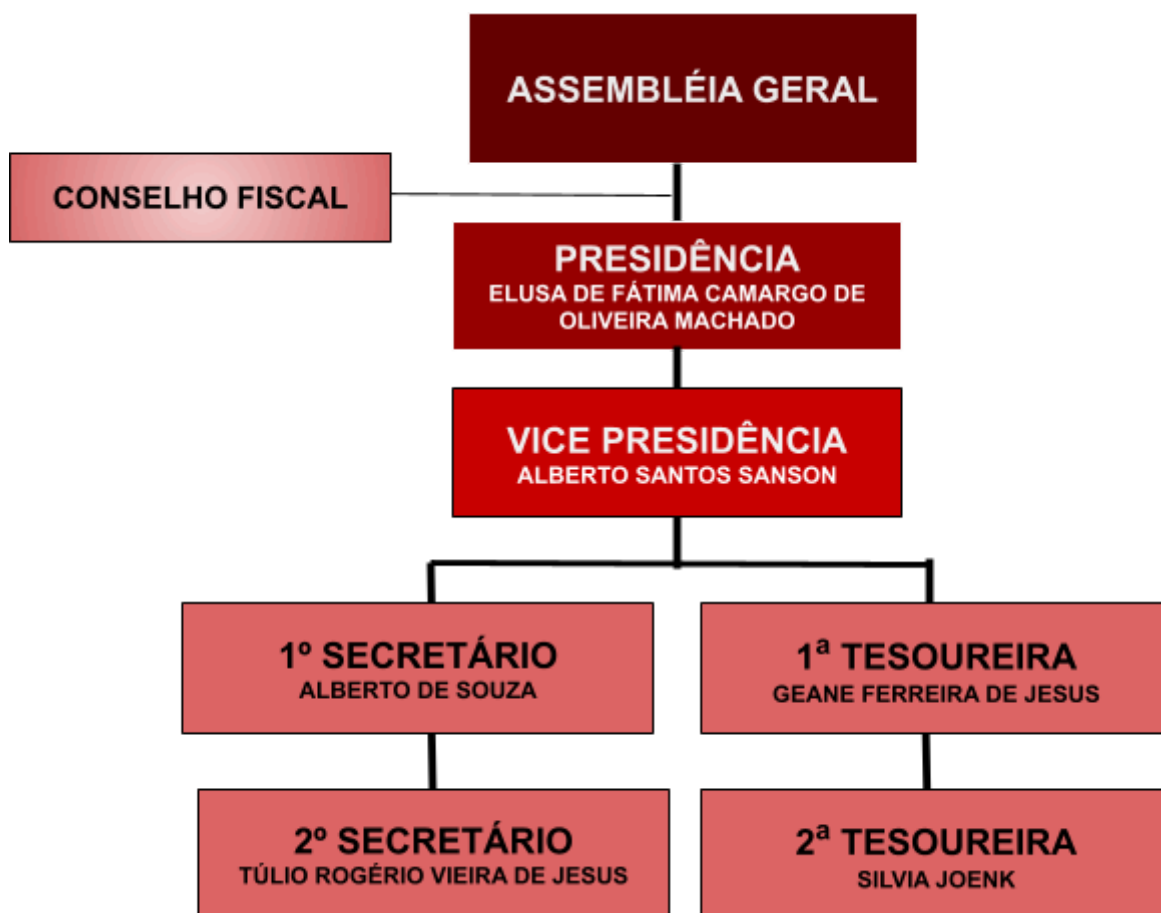 ASSEMBLÉIA GERAL
CONSELHO FISCAL
PRESIDÊNCIA
ELUSA DE FÁTIMA CAMARGO DE
OLIVEIRA MACHADO
VICE PRESIDÊNCIA
ALBERTO SANTOS SANSON
1º SECRETÁRIO
ALBERTO DE SOUZA
1ª TESOUREIRA
GEANE FERREIRA DE JESUS
2º SECRETÁRIO
TÚLIO ROGÉRIO VIEIRA DE JESUS
2ª TESOUREIRA
SILVIA JOENK